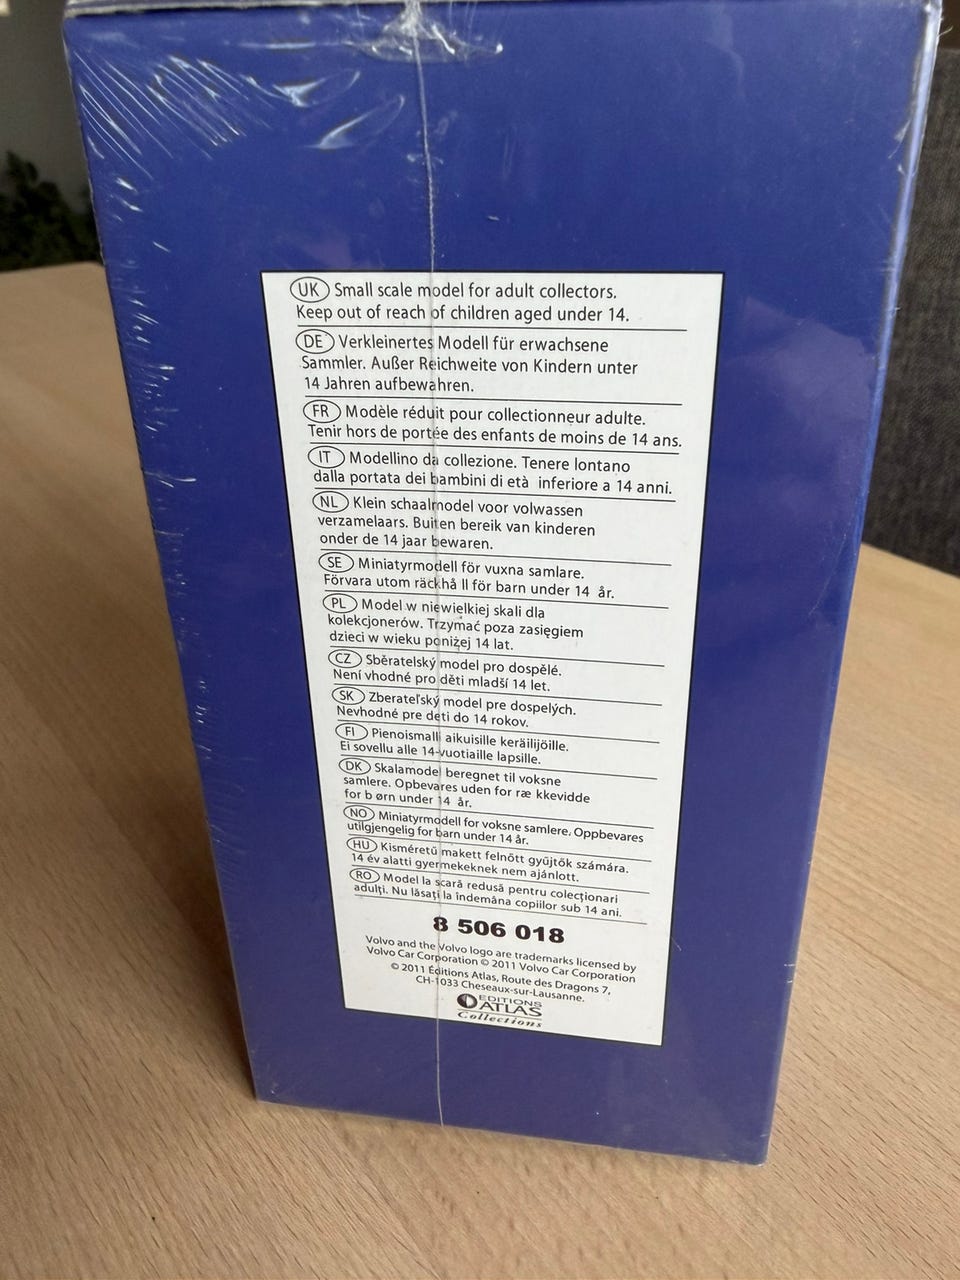 UK Small scale model for adult collectors.
Keep out of reach of children aged under 14.
DE Verkleinertes Modell für erwachsene
Sammler. Außer Reichweite von Kindern unter
14 Jahren aufbewahren.
FR Modèle réduit pour collectionneur adulte.
Tenir hors de portée des enfants de moins de 14 ans.
IT Modellino da collezione. Tenere lontano
dalla portata dei bambini di età inferiore a 14 anni.
NL Klein schaalmodel voor volwassen
verzamelaars. Buiten bereik van kinderen
onder de 14 jaar bewaren.
SE Miniatyrmodell för vuxna samlare.
Förvara utom räckhå ll för barn under 14 år.
PL Model w niewielkiej skali dla
kolekcjonerów. Trzymać poza zasięgiem
dzieci w wieku poniżej 14 lat.
CZ Sběratelský model pro dospělé.
Není vhodné pro děti mladší 14 let.
SK Zberateľský model pre dospelých.
Nevhodné pre deti do 14 rokov.
FI Pienoismalli aikuisille keräilijöille.
Ei sovellu alle 14-vuotiaille lapsille.
DK Skalamodel beregnet til voksne
samlere. Opbevares uden for ræ kkevidde
for b ørn under 14 år.
NO Miniatyrmodell for voksne samlere. Oppbevares
utilgjengelig for barn under 14 år.
HU Kisméretű makett felnőtt gyűjtők számára.
14 év alatti gyermekeknek nem ajánlott.
RO Model la scară redusă pentru colecționari
adulți. Nu lăsați la îndemâna copiilor sub 14 ani.
8 506 018
Volvo and the Volvo logo are trademarks licensed by
Volvo Car Corporation © 2011 Volvo Car Corporation
© 2011 Éditions Atlas, Route des Dragons 7,
CH-1033 Cheseaux-sur-Lausanne.
EDITIONS
ATLAS
Collections